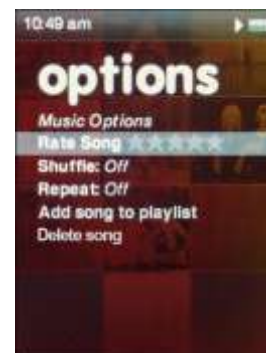 10:49 am
options
Music Options
Rate Song
Shuffle: Off
Repeat: Off
Add song to playlist
Delete song